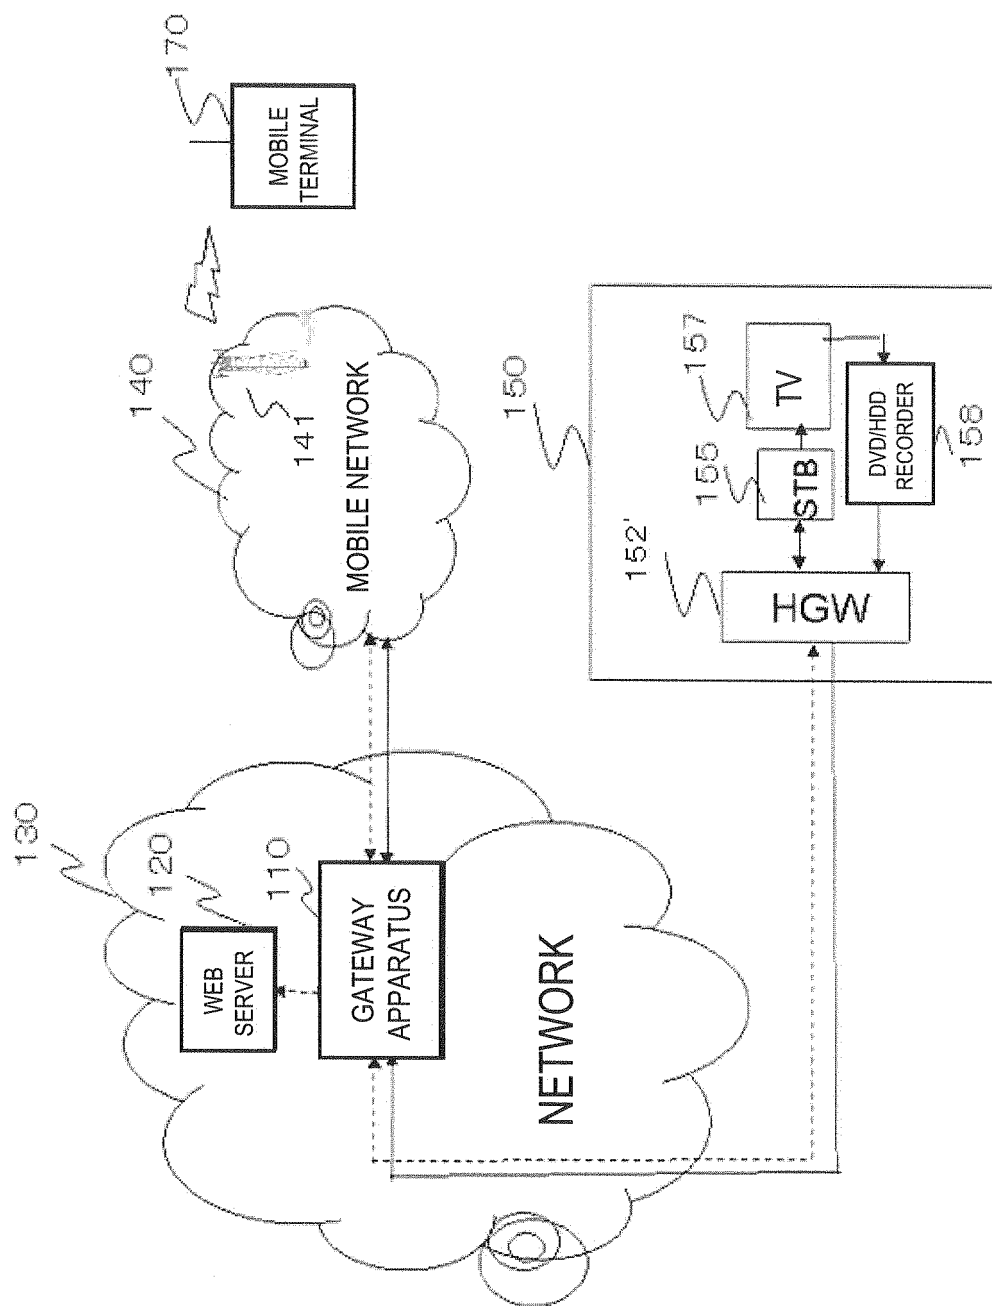 130
120
WEB
SERVER
110
GATEWAY
APPARATUS
NETWORK
140
141
MOBILE NETWORK
170
MOBILE
TERMINAL
150
152'
HGW
155
STB
157
TV
DVD/HDD
RECORDER
158